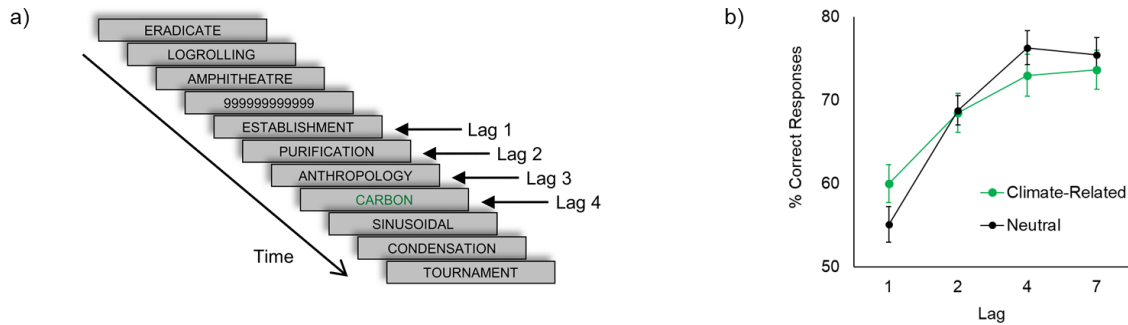 a)
ERADICATE
LOGROLLING
AMPHITHEATRE
999999999999
ESTABLISHMENT
Lag 1
PURIFICATION
Lag 2
ANTHROPOLOGY
Lag 3
CARBON
Lag 4
SINUSOIDAL
CONDENSATION
TOURNAMENT
Time
b)
% Correct Responses
80
70
60
50
Climate-Related
Neutral
1 2 4 7
Lag